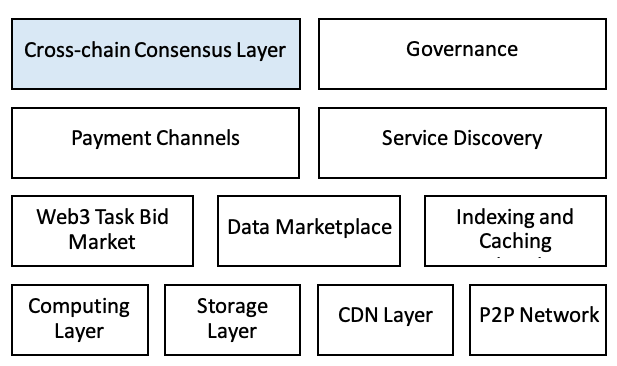 Cross-chain Consensus Layer
Governance
Payment Channels
Service Discovery
Web3 Task Bid
Market
Data Marketplace
Indexing and
Caching
Computing
Layer
Storage
Layer
CDN Layer
P2P Network